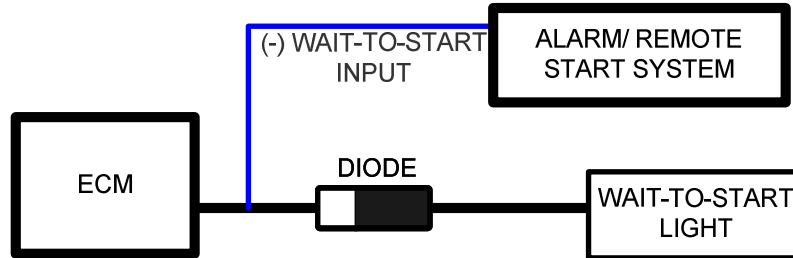 (-) WAIT-TO-START
INPUT
ALARM/ REMOTE
START SYSTEM
ECM
DIODE
WAIT-TO-START
LIGHT